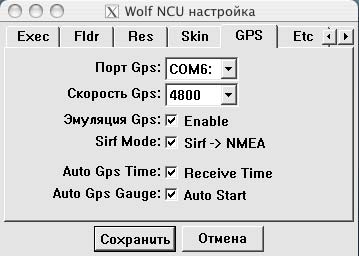 Wolf NCU настройка
Exec Fldr Res Skin GPS Etc
Порт Gps: COM6:
Скорость Gps: 4800
Эмуляция Gps: Enable
Sirf Mode: Sirf -> NMEA
Auto Gps Time: Receive Time
Auto Gps Gauge: Auto Start
Сохранить Отмена